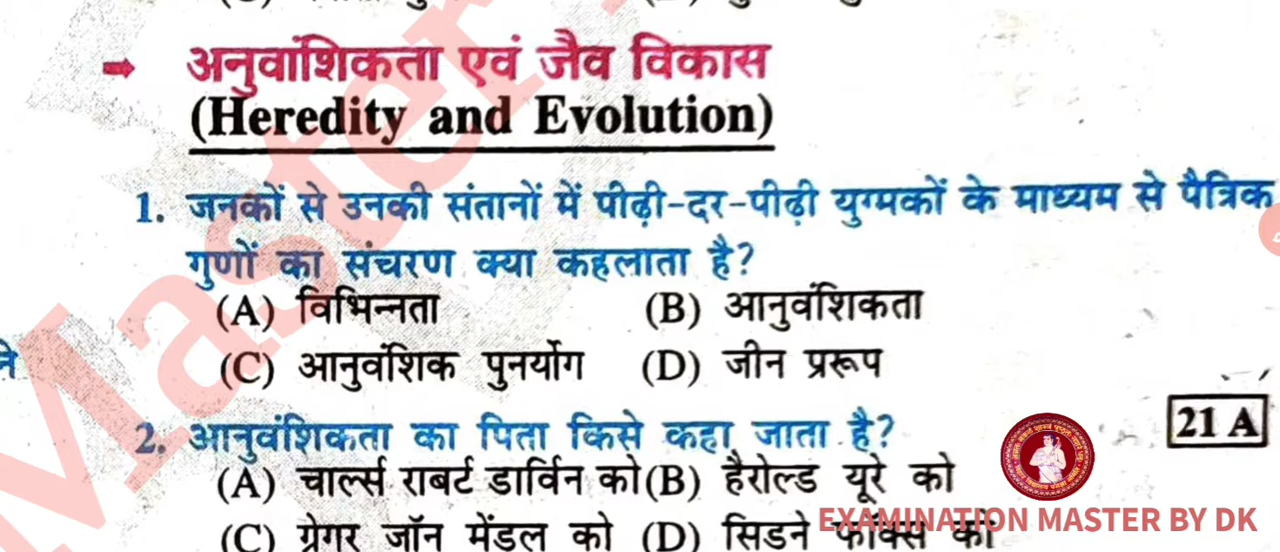 ➡ अनुवांशिकता एवं जैव विकास
(Heredity and Evolution)
1. जनकों से उनकी संतानों में पीढ़ी-दर-पीढ़ी युग्मकों के माध्यम से पैत्रिक
गुणों का संचरण क्या कहलाता है?
(A) विभिन्नता (B) आनुवंशिकता
(C) आनुवंशिक पुनर्योग (D) जीन प्ररूप
ने
21 A
2. आनुवंशिकता का पिता किसे कहा जाता है?
(A) चार्ल्स राबर्ट डार्विन को (B) हैरोल्ड यूरे को
(C) ग्रेगर जॉन मेंडल को (D) सिडने फॉक्स को
EXAMINATION MASTER BY DK
Master